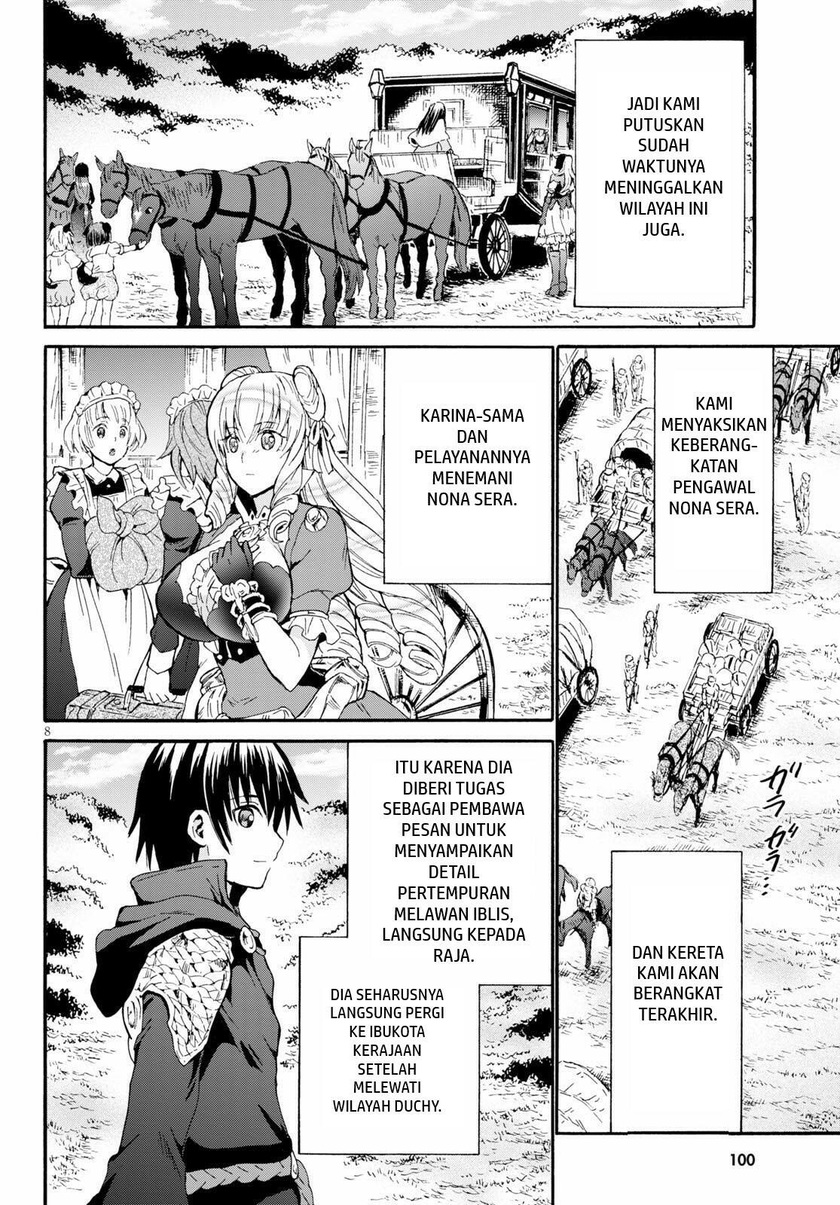 JADI KAMI
PUTUSKAN
SUDAH
WAKTUNYA
MENINGGALKAN
WILAYAH INI
JUGA.
KAMI
MENYAKSIKAN
KEBERANG-
KATAN
PENGAWAL
NONA SERA.
ガラ
ガラ…
DAN KERETA
KAMI AKAN
BERANGKAT
TERAKHIR.
KARINA-SAMA
DAN
PELAYANANNYA
MENEMANI
NONA SERA.
8
ITU KARENA DIA
DIBERI TUGAS
SEBAGAI PEMBAWA
PESAN UNTUK
MENYAMPAIKAN
DETAIL
PERTEMPURAN
MELAWAN IBLIS,
LANGSUNG KEPADA
RAJA.
DIA SEHARUSNYA
LANGSUNG PERGI
KE IBUKOTA
KERAJAAN
SETELAH
MELEWATI
WILAYAH DUCHY.
100